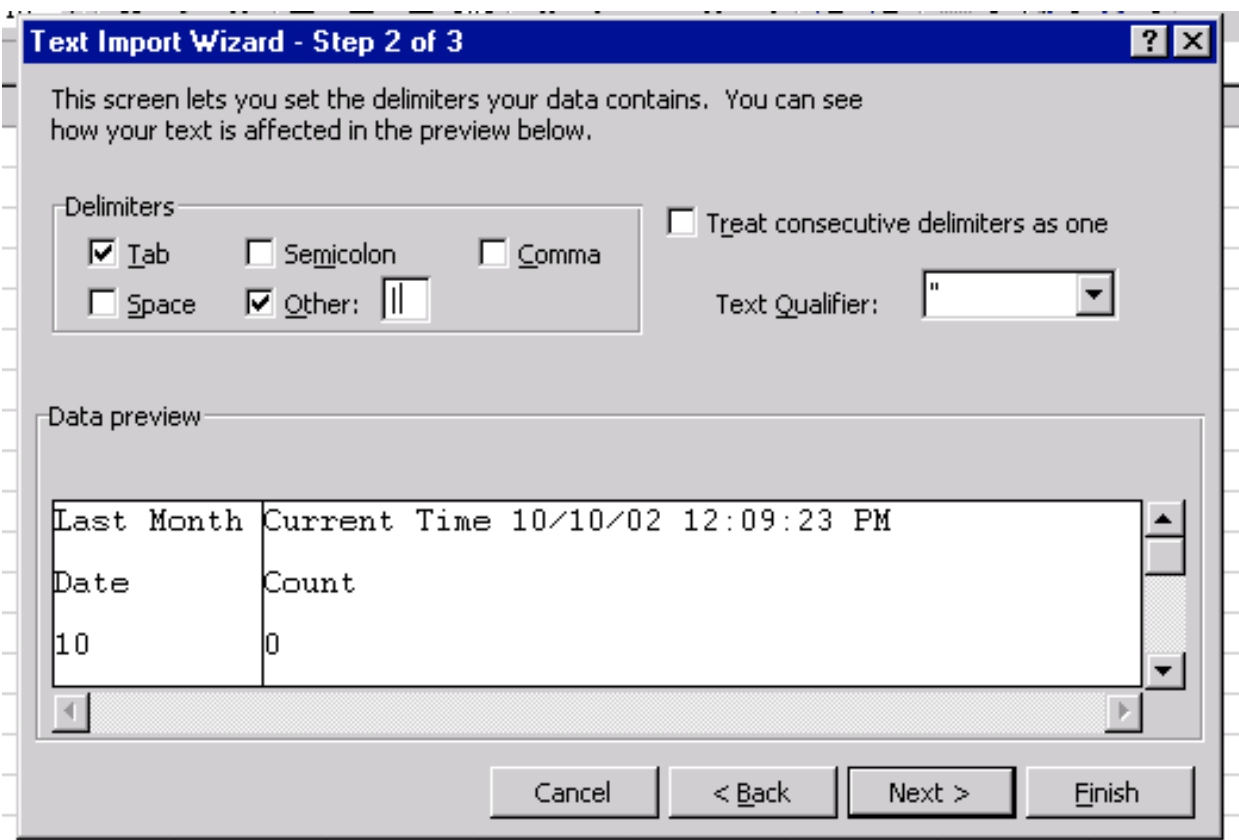 Text Import Wizard - Step 2 of 3
This screen lets you set the delimiters your data contains. You can see
how your text is affected in the preview below.
Delimiters
Tab Semicolon Comma
Space Other: |
Treat consecutive delimiters as one
Text Qualifier: "
Data preview
Last Month Current Time 10/10/02 12:09:23 PM
Date Count
10 0
Cancel < Back Next > Finish